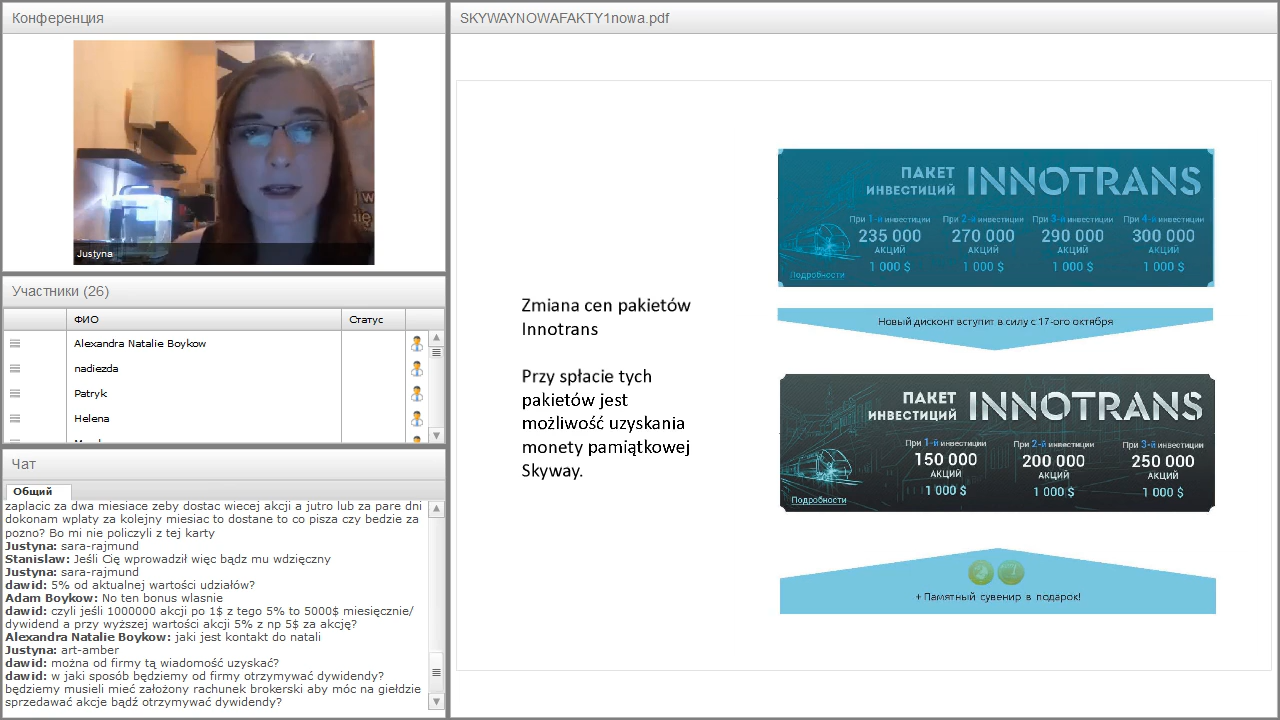 Конференция
Justyna
Участники (26)
ФИО
Статус
Alexandra Natalie Boykow
nadiezda
Patryk
Helena
Чат
Общий
zaplacic za dwa miesiace zeby dostac wiecej akcji a jutro lub za pare dni
dokonam wplaty za kolejny miesiac to dostane to co pisza czy bedzie za
pozno? Bo mi nie policzyli z tej karty
Justyna: sara-rajmund
Stanislaw: Jeśli Cię wprowadził więc bądz mu wdzięczny
Justyna: sara-rajmund
dawid: 5% od aktualnej wartości udziałów?
Adam Boykow: No ten bonus wlasnie
dawid: czyli jeśli 1000000 akcji po 1$ z tego 5% to 5000$ miesięcznie/
dywidend a przy wyższej wartości akcji 5% z np 5$ za akcję?
Alexandra Natalie Boykow: jaki jest kontakt do natali
Justyna: art-amber
dawid: można od firmy tą wiadomość uzyskać?
dawid: w jaki sposób będziemy od firmy otrzymywać dywidendy?
będziemy musieli mieć założony rachunek brokerski aby móc na giełdzie
sprzedawać akcje bądź otrzymywać dywidendy?
SKYWAYNOWAFAKTY1nowa.pdf
Zmiana cen pakietów
Innotrans
Przy spłacie tych
pakietów jest
możliwość uzyskania
monety pamiątkowej
Skyway.
ПАКЕТ
ИНВЕСТИЦИЙ
INNOTRANS
При 1-й инвестиции При 2-й инвестиции При 3-й инвестиции При 4-й инвестиции
235 000 270 000 290 000 300 000
АКЦИЙ АКЦИЙ АКЦИЙ АКЦИЙ
1 000 $ 1 000 $ 1 000 $ 1 000 $
Подробности
Новый дисконт вступит в силу с 17-ого октября
ПАКЕТ
ИНВЕСТИЦИЙ
INNOTRANS
При 1-й инвестиции При 2-й инвестиции При 3-й инвестиции
150 000 200 000 250 000
АКЦИЙ АКЦИЙ АКЦИЙ
1 000 $ 1 000 $ 1 000 $
Подробности
+ Памятный сувенир в подарок!